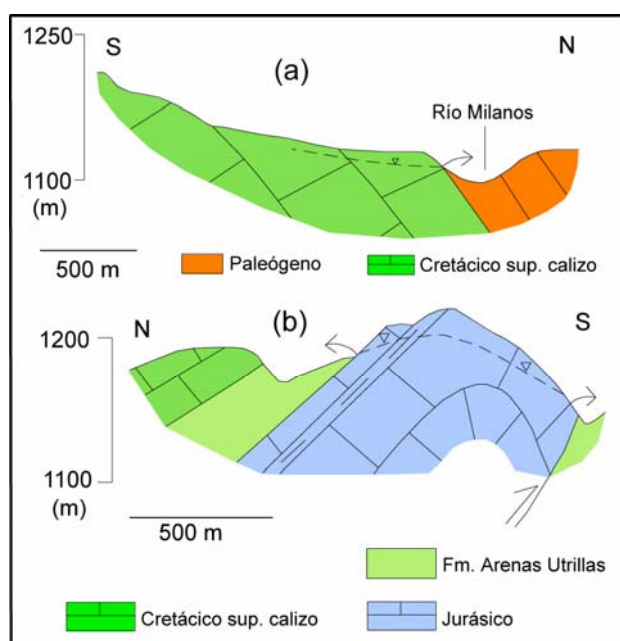 1250
S
N
(a)
Río Milanos
1100
(m)
500 m
Paleógeno
Cretácico sup. calizo
N
(b)
S
1200
1100
(m)
500 m
Fm. Arenas Utrillas
Cretácico sup. calizo
Jurásico